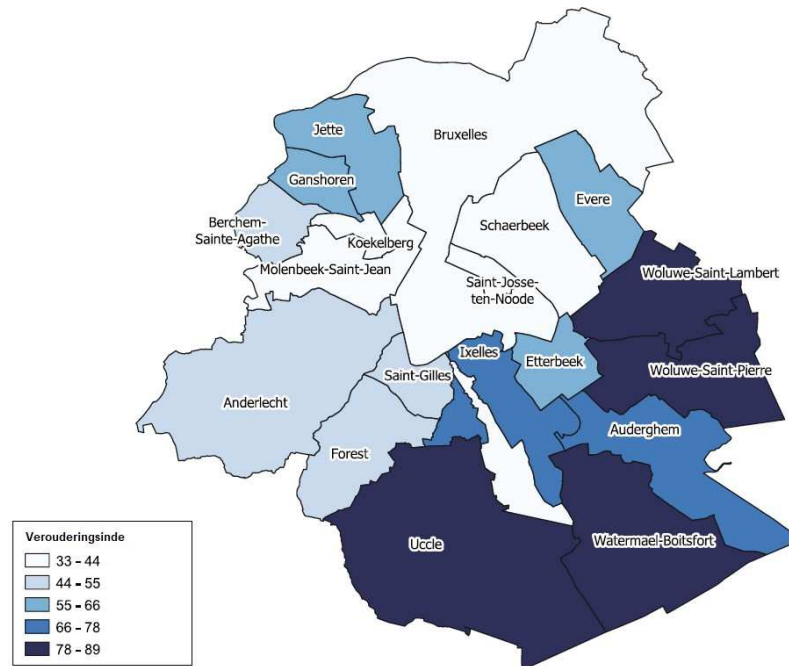 Jette
Bruxelles
Ganshoren
Evere
Berchem-
Sainte-Agathe
Schaerbeek
Koekelberg
Molenbeek-Saint-Jean
Woluwe-Saint-Lambert
Saint-Josse-
ten-Noode
Ixelles
Etterbeek
Saint-Gilles
Woluwe-Saint-Pierre
Anderlecht
Auderghem
Forest
Uccle
Watermael-Boitsfort
Verouderingsinde
33 – 44
44 – 55
55 – 66
66 – 78
78 – 89